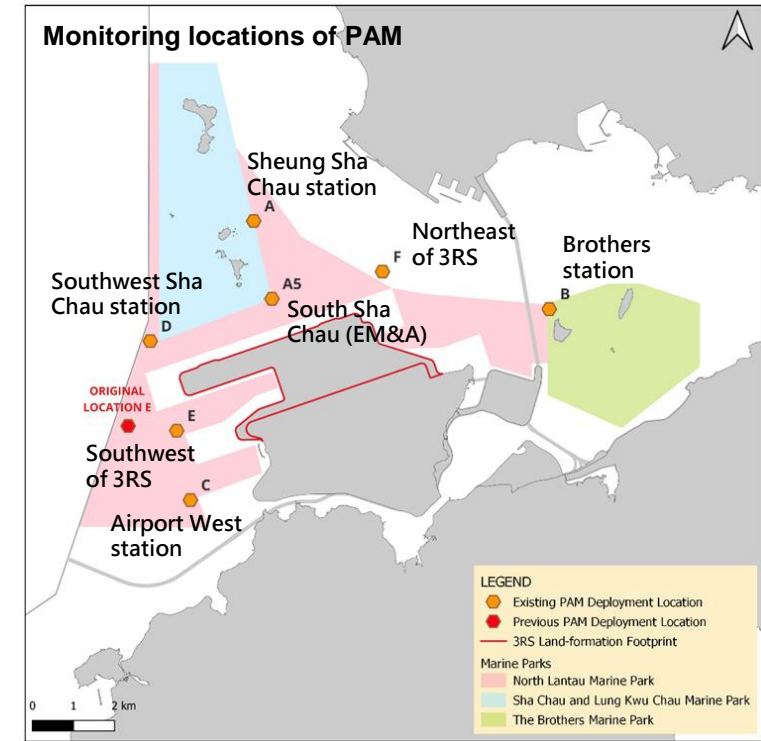 Monitoring locations of PAM
Sheung Sha
Chau station
A
Northeast
of 3RS
F
Brothers
station
B
Southwest Sha
Chau station
D
A5
South Sha
Chau (EM&A)
ORIGINAL
LOCATION E
E
Southwest
of 3RS
C
Airport West
station
LEGEND
Existing PAM Deployment Location
Previous PAM Deployment Location
3RS Land-formation Footprint
Marine Parks
North Lantau Marine Park
Sha Chau and Lung Kwu Chau Marine Park
The Brothers Marine Park
0 1 2 km